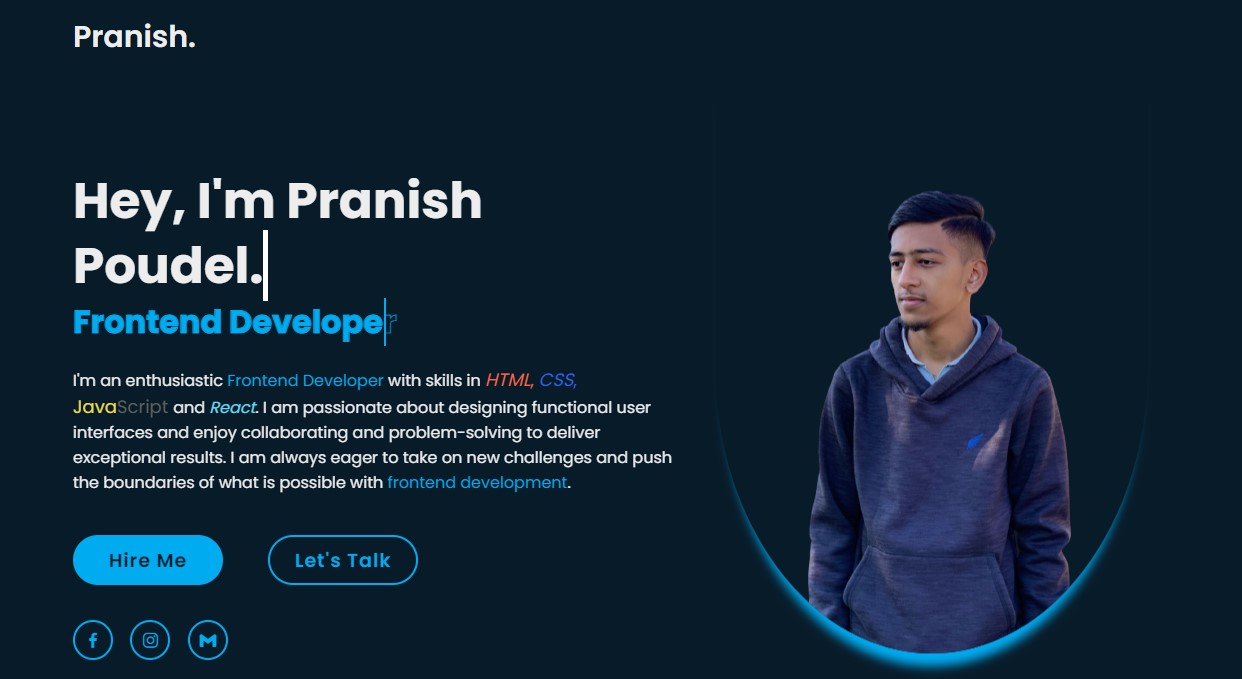 Pranish.
Hey, I'm Pranish
Poudel.
Frontend Developer
I'm an enthusiastic Frontend Developer with skills in HTML, CSS,
JavaScript and React. I am passionate about designing functional user
interfaces and enjoy collaborating and problem-solving to deliver
exceptional results. I am always eager to take on new challenges and push
the boundaries of what is possible with frontend development.
Hire Me
Let's Talk